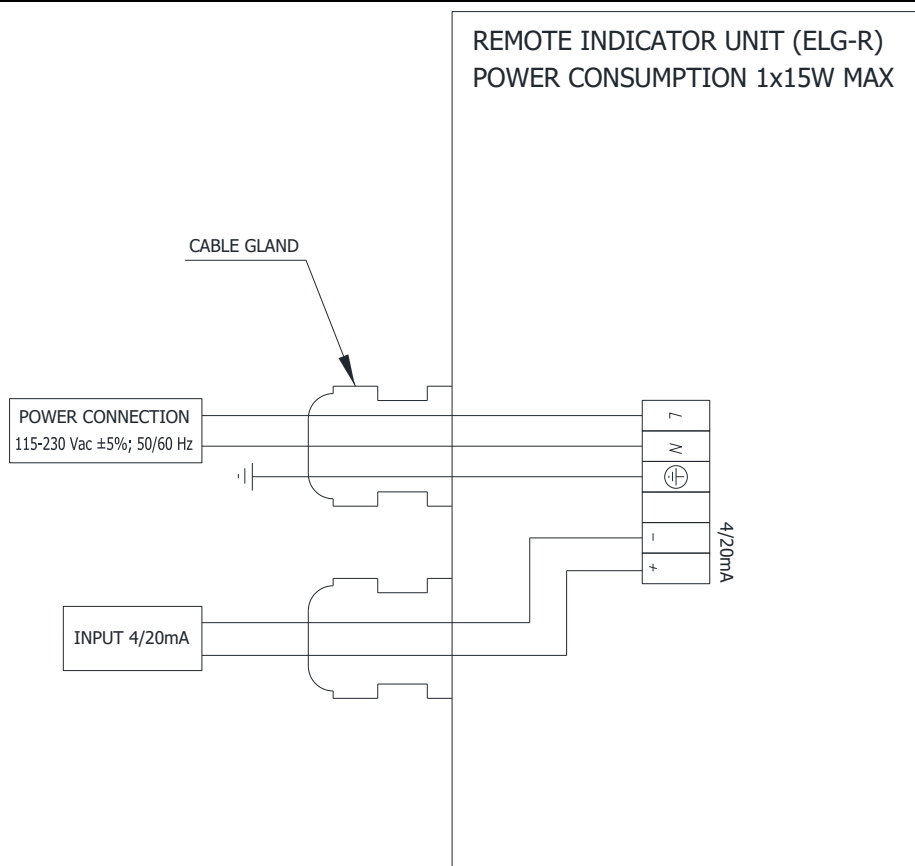 REMOTE INDICATOR UNIT (ELG-R)
POWER CONSUMPTION 1x15W MAX
CABLE GLAND
POWER CONNECTION
115-230 Vac ±5%; 50/60 Hz
L
N
4/20mA
-
+
INPUT 4/20mA